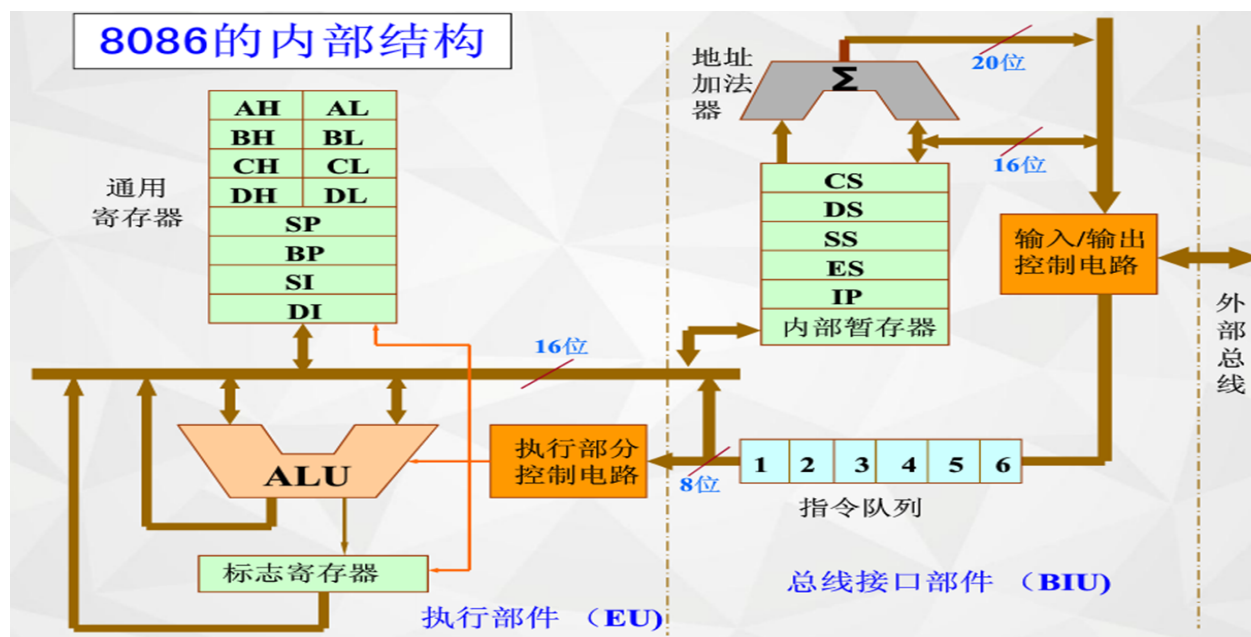 8086的内部结构
通用
寄存器
AH AL
BH BL
CH CL
DH DL
SP
BP
SI
DI
16位
ALU
标志寄存器
执行部分
控制电路
执行部件 （EU)
地址
加法
器
Σ
20位
16位
CS
DS
SS
ES
IP
内部暂存器
输入/输出
控制电路
外
部
总
线
8位
1 2 3 4 5 6
指令队列
总线接口部件 （BIU)